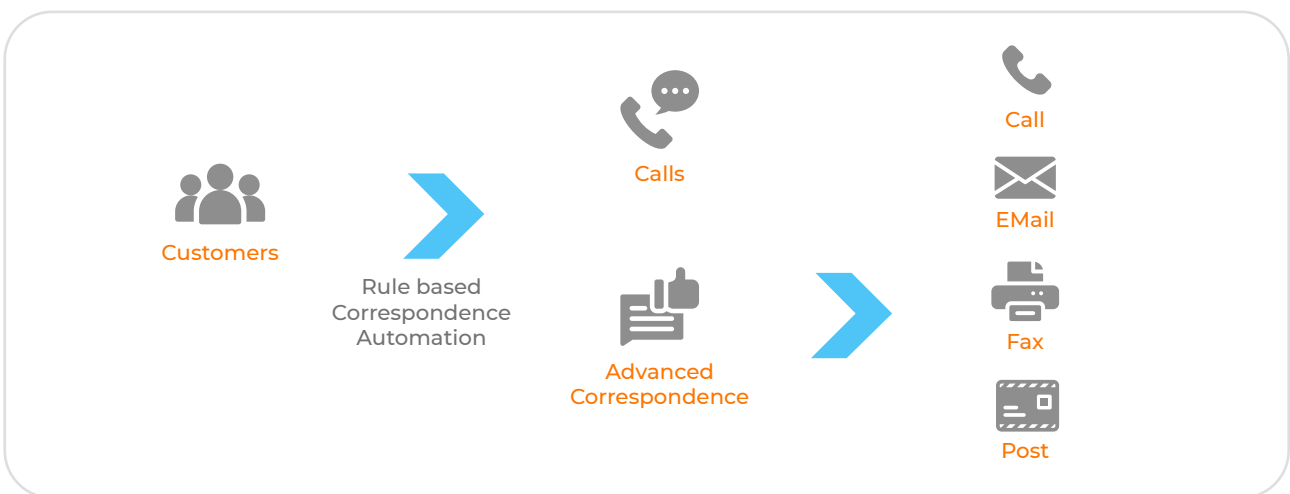 Customers
Rule based
Correspondence
Automation
Calls
Advanced
Correspondence
Call
EMail
Fax
Post